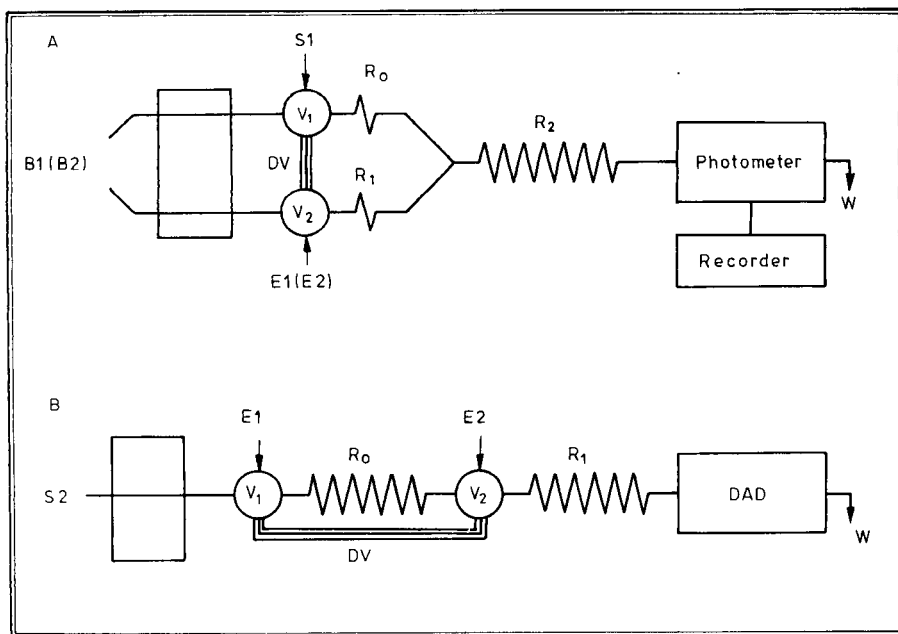 A
S1
R₀
V₁
B1(B2)
DV
R₁
R₂
Photometer
W
V₂
E1(E2)
Recorder
B
E1
E2
R₀
R₁
S2
V₁
V₂
DAD
W
DV